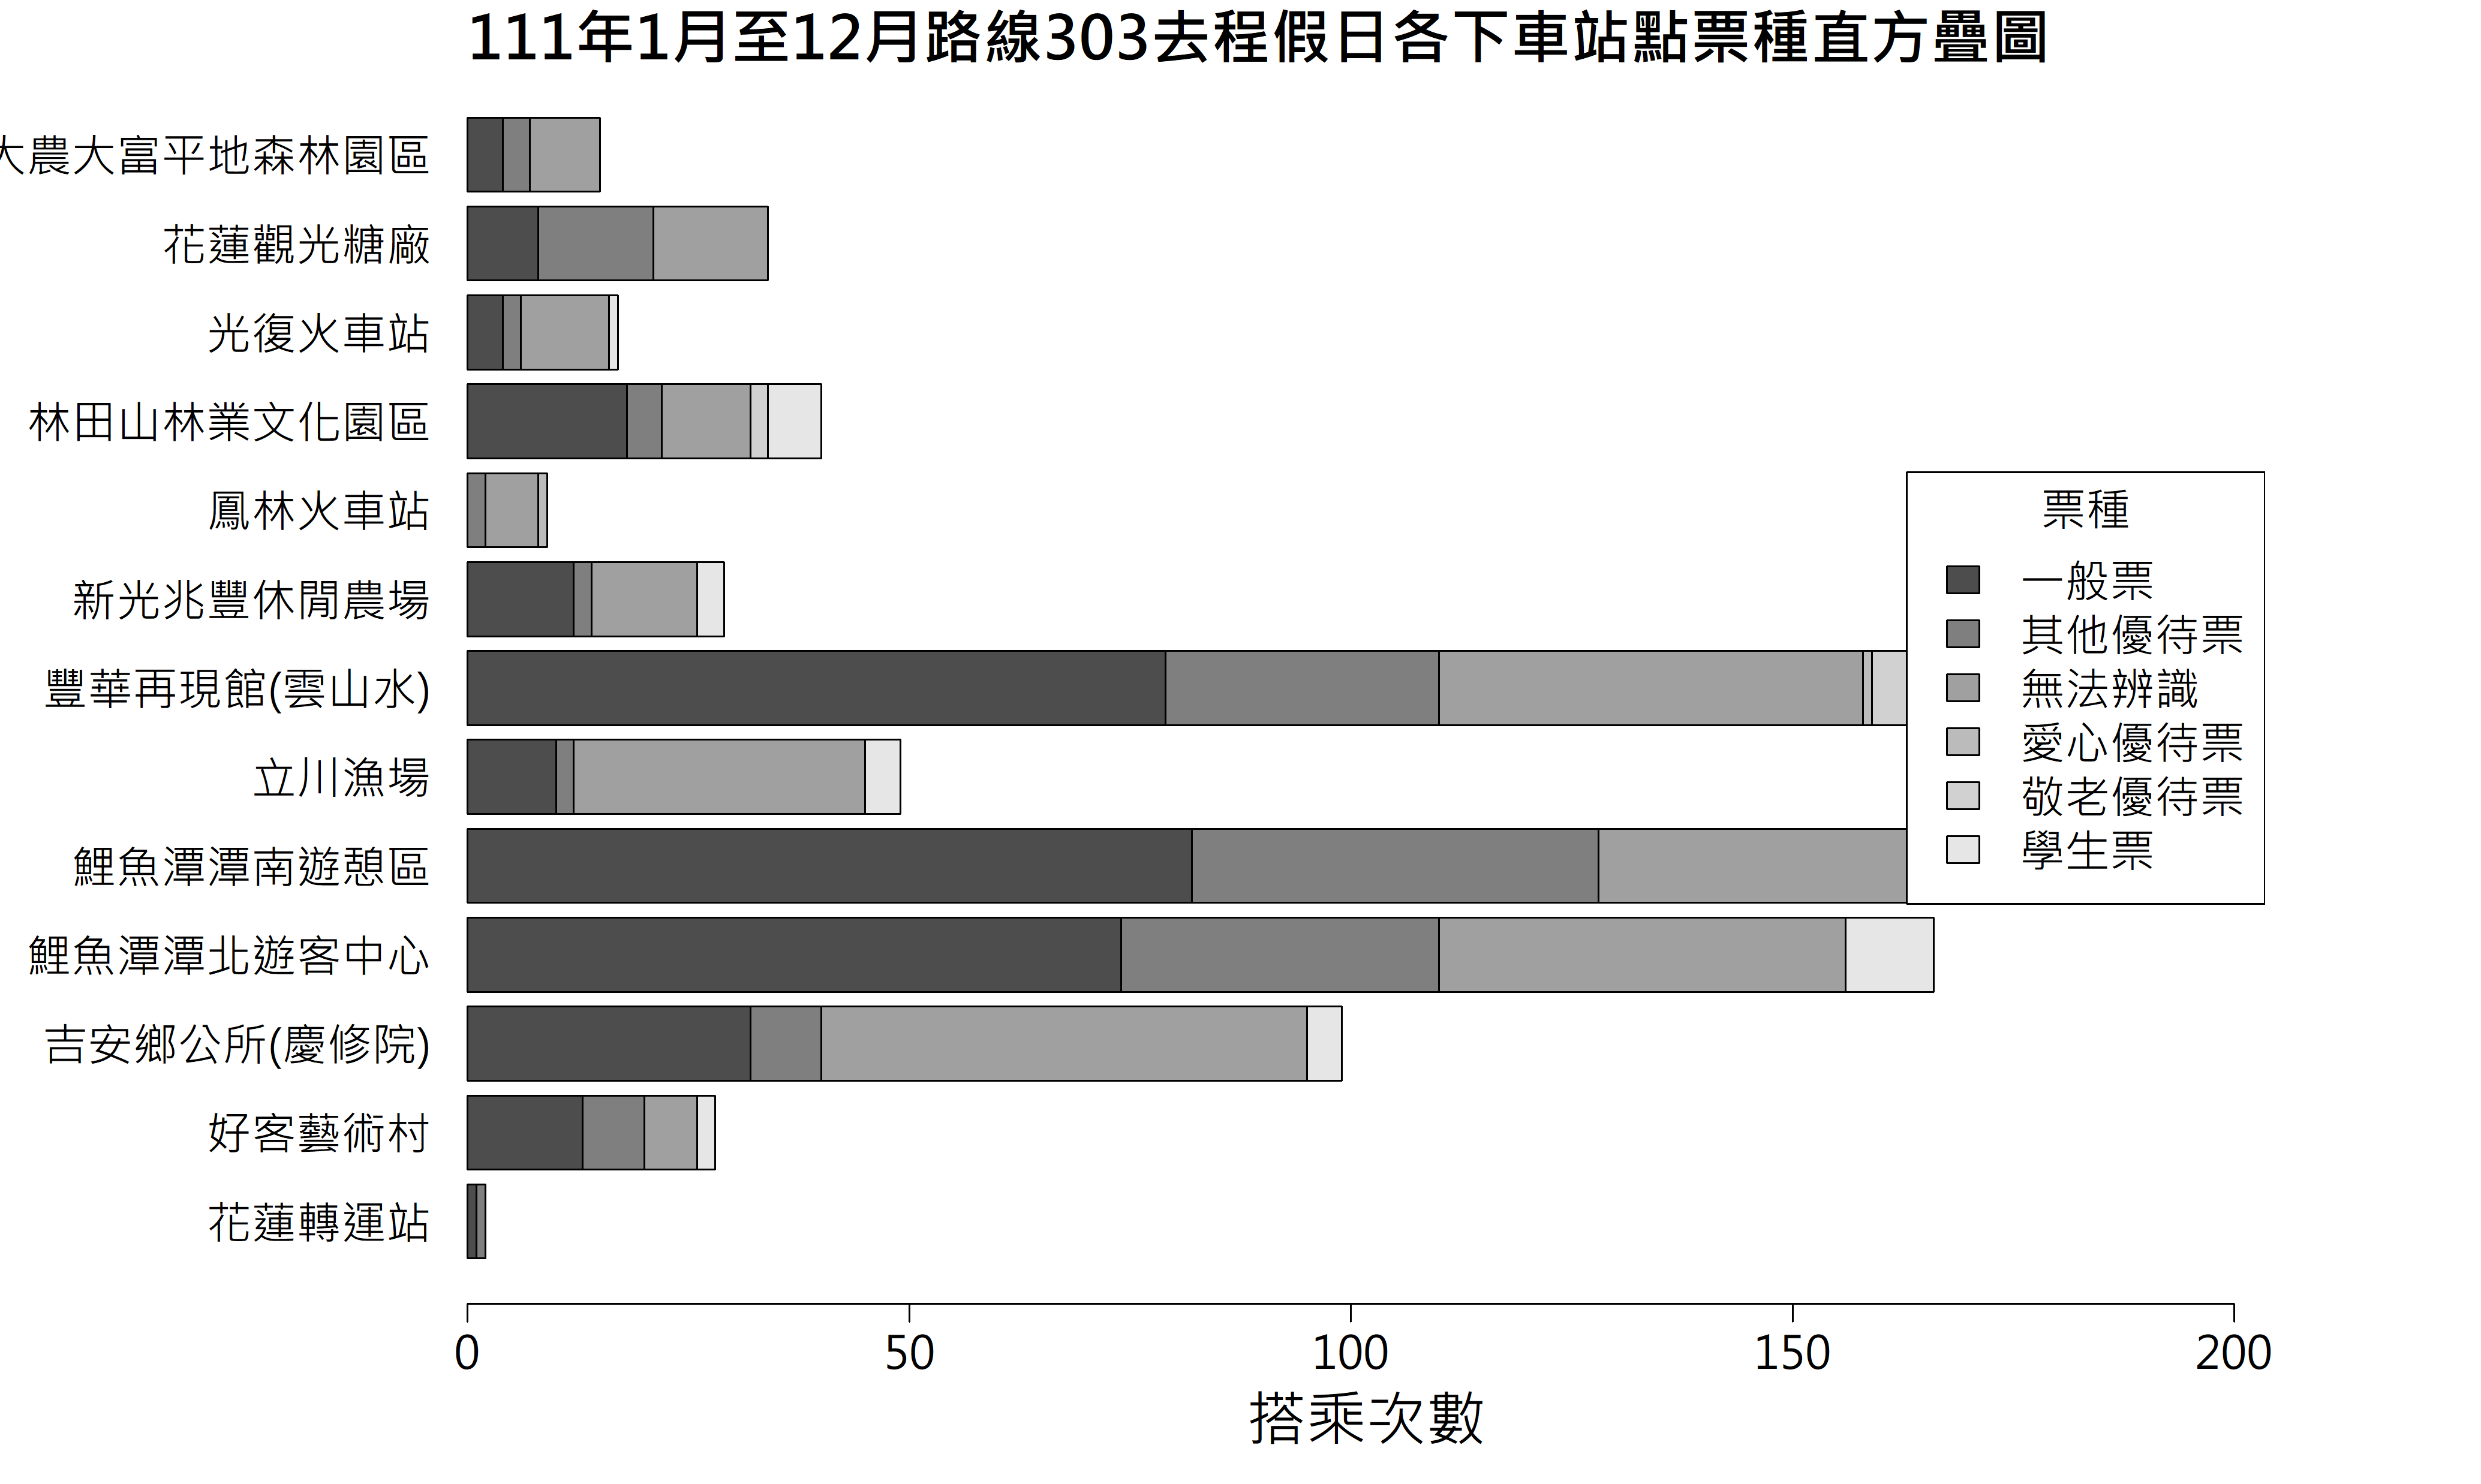 111年1月至12月路線303去程假日各下車站點票種直方疊圖
大農大富平地森林園區
花蓮觀光糖廠
光復火車站
林田山林業文化園區
鳳林火車站
新光兆豐休閒農場
豐華再現館(雲山水)
立川漁場
鯉魚潭潭南遊憩區
鯉魚潭潭北遊客中心
吉安鄉公所(慶修院)
好客藝術村
花蓮轉運站
票種
一般票
其他優待票
無法辨識
愛心優待票
敬老優待票
學生票
0 50 100 150 200
搭乘次數